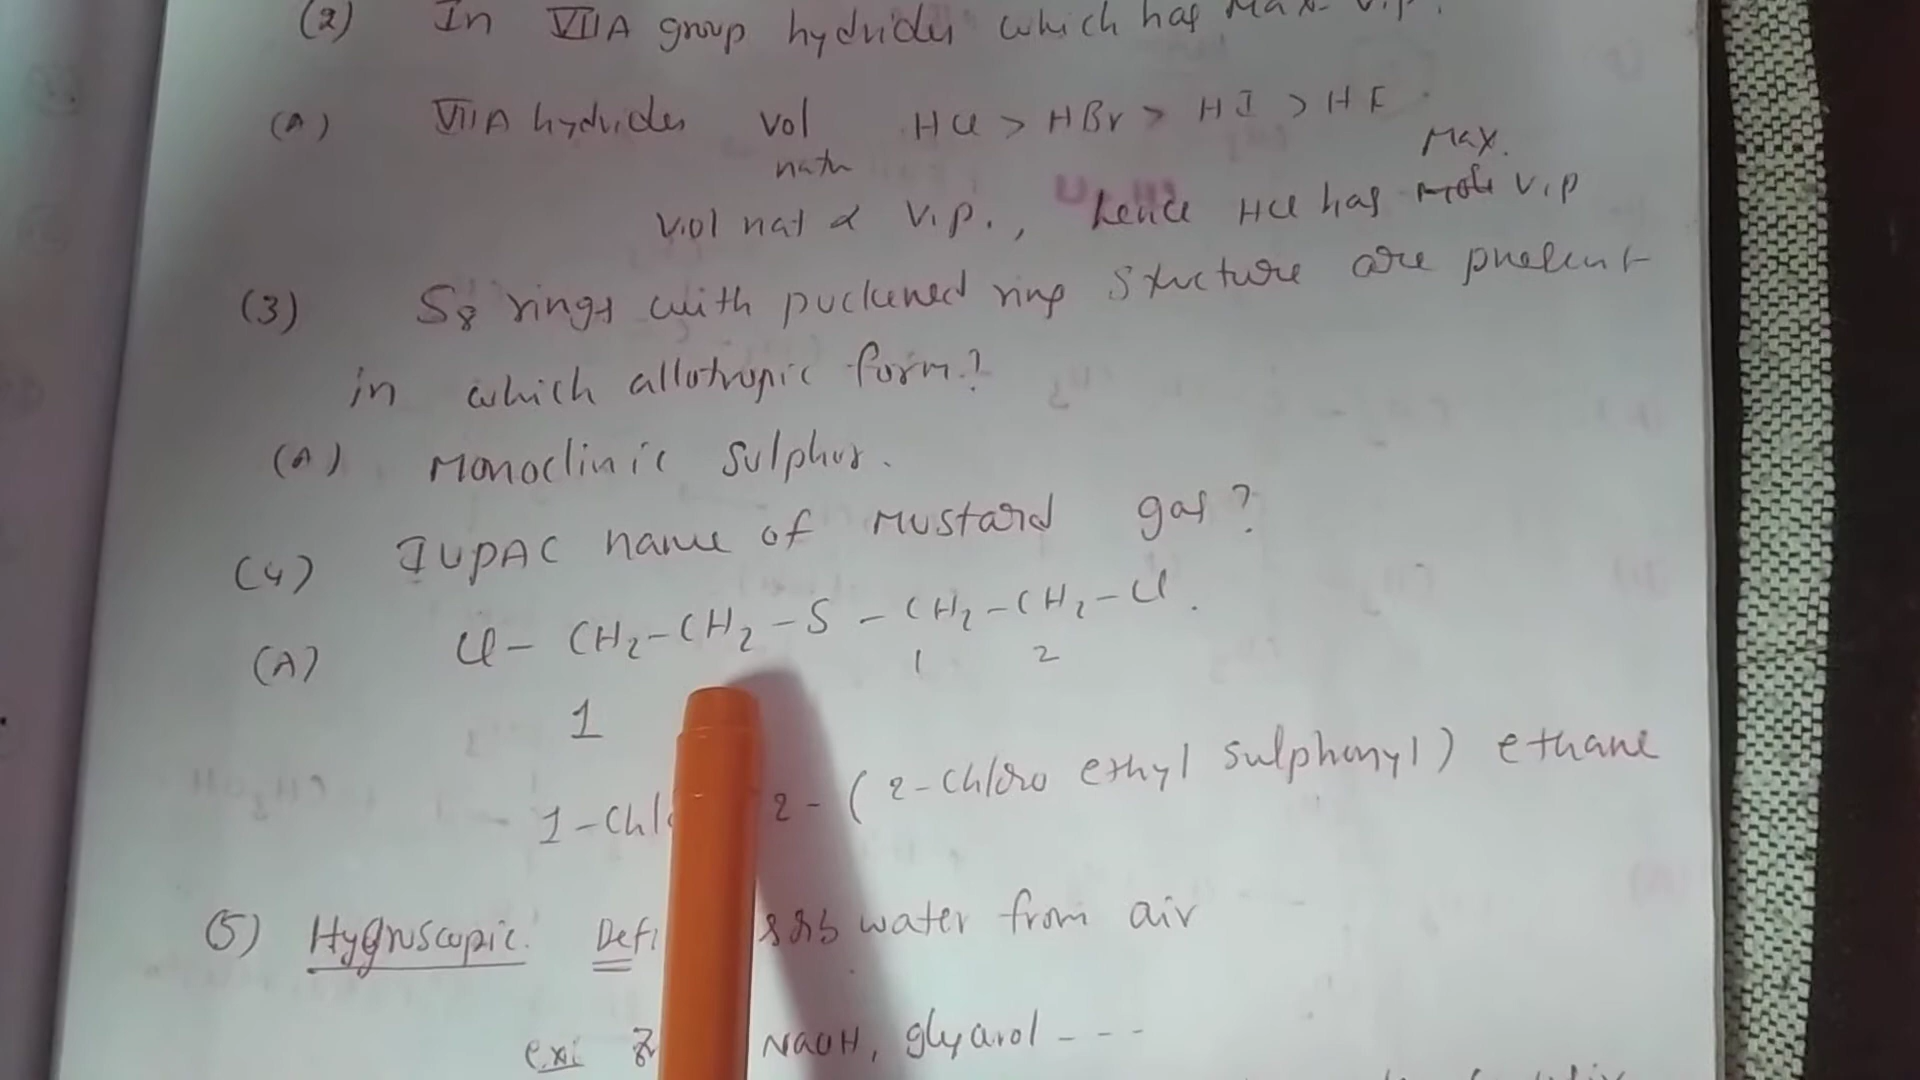 (2) In VIIA group hydrides which has Max V.P.
(A) VIIA hydrides vol HCl > HBr > HI > HF
natu Max.
vol nat α V.p., hence HCl has V.P
(3) S8 rings with puckered ring Structure are present
in which allotropic form?
(A) Monoclinic Sulphur.
(4) IUPAC name of Mustard gas?
(A) Cl - CH2 - CH2 - S - CH2 - CH2 - Cl.
1 2
1
1-Chl 2 - (2-Chloro ethyl Sulphonyl) ethane
(5) Hygroscopic. Defi water from air
ex: NaOH, glycerol - - -